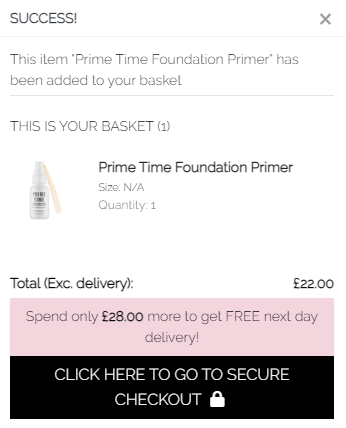 SUCCESS!
This item "Prime Time Foundation Primer" has
been added to your basket
THIS IS YOUR BASKET (1)
PRIME
TIME
Prime Time Foundation Primer
Size: N/A
Quantity: 1
Total (Exc. delivery): £22.00
Spend only £28.00 more to get FREE next day
delivery!
CLICK HERE TO GO TO SECURE
CHECKOUT